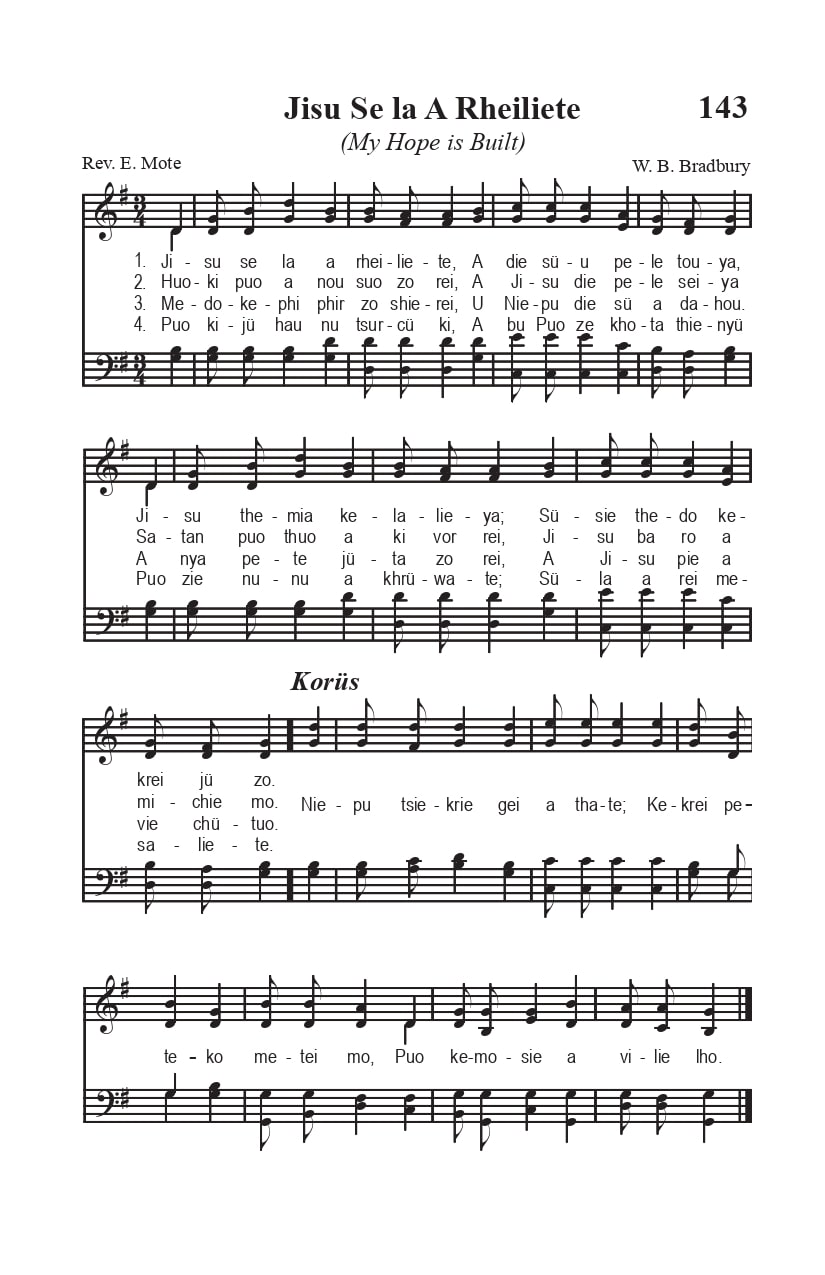 Jisu Se la A Rheiliete 143
(My Hope is Built)
Rev. E. Mote W. B. Bradbury
1. Ji - su se la a rhei - lie - te, A die sü - u pe - le tou - ya,
2. Huo - ki puo a nou suo zo rei, A Ji - su die pe - le sei - ya
3. Me - do - ke - phi phir zo shie - rei, U Nie - pu die sü a da - hou.
4. Puo ki - jü hau nu tsur - cü ki, A bu Puo ze kho - ta thie - nyü
Ji - su the - mia ke - la - lie - ya; Sü - sie the - do ke -
Sa - tan puo thuo a ki vor rei, Ji - su ba ro a
A nya pe - te jü - ta zo rei, A Ji - su pie a
Puo zie nu - nu a khrü - wa - te; Sü - la a rei me -
Korüs
krei jü zo.
mi - chie mo.
vie chü - tuo.
sa - lie - te.
Nie - pu tsie - krie gei a tha - te; Ke - krei pe -
te - ko me - tei mo, Puo ke - mo - sie a vi - lie lho.